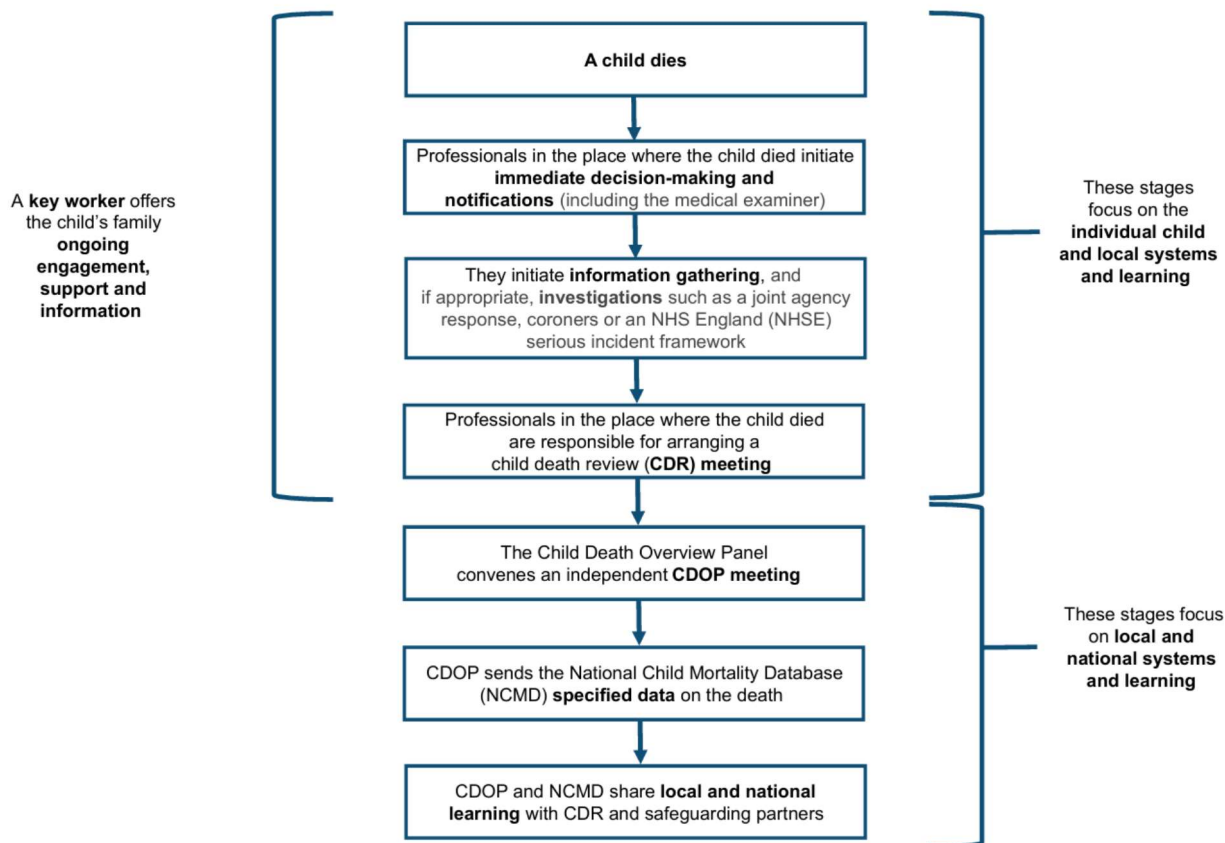 A child dies
Professionals in the place where the child died initiate
immediate decision-making and
notifications (including the medical examiner)
A key worker offers
the child's family
ongoing
engagement,
support and
information
These stages
focus on the
individual child
and local systems
and learning
They initiate information gathering, and
if appropriate, investigations such as a joint agency
response, coroners or an NHS England (NHSE)
serious incident framework
Professionals in the place where the child died
are responsible for arranging a
child death review (CDR) meeting
The Child Death Overview Panel
convenes an independent CDOP meeting
These stages focus
on local and
national systems
and learning
CDOP sends the National Child Mortality Database
(NCMD) specified data on the death
CDOP and NCMD share local and national
learning with CDR and safeguarding partners